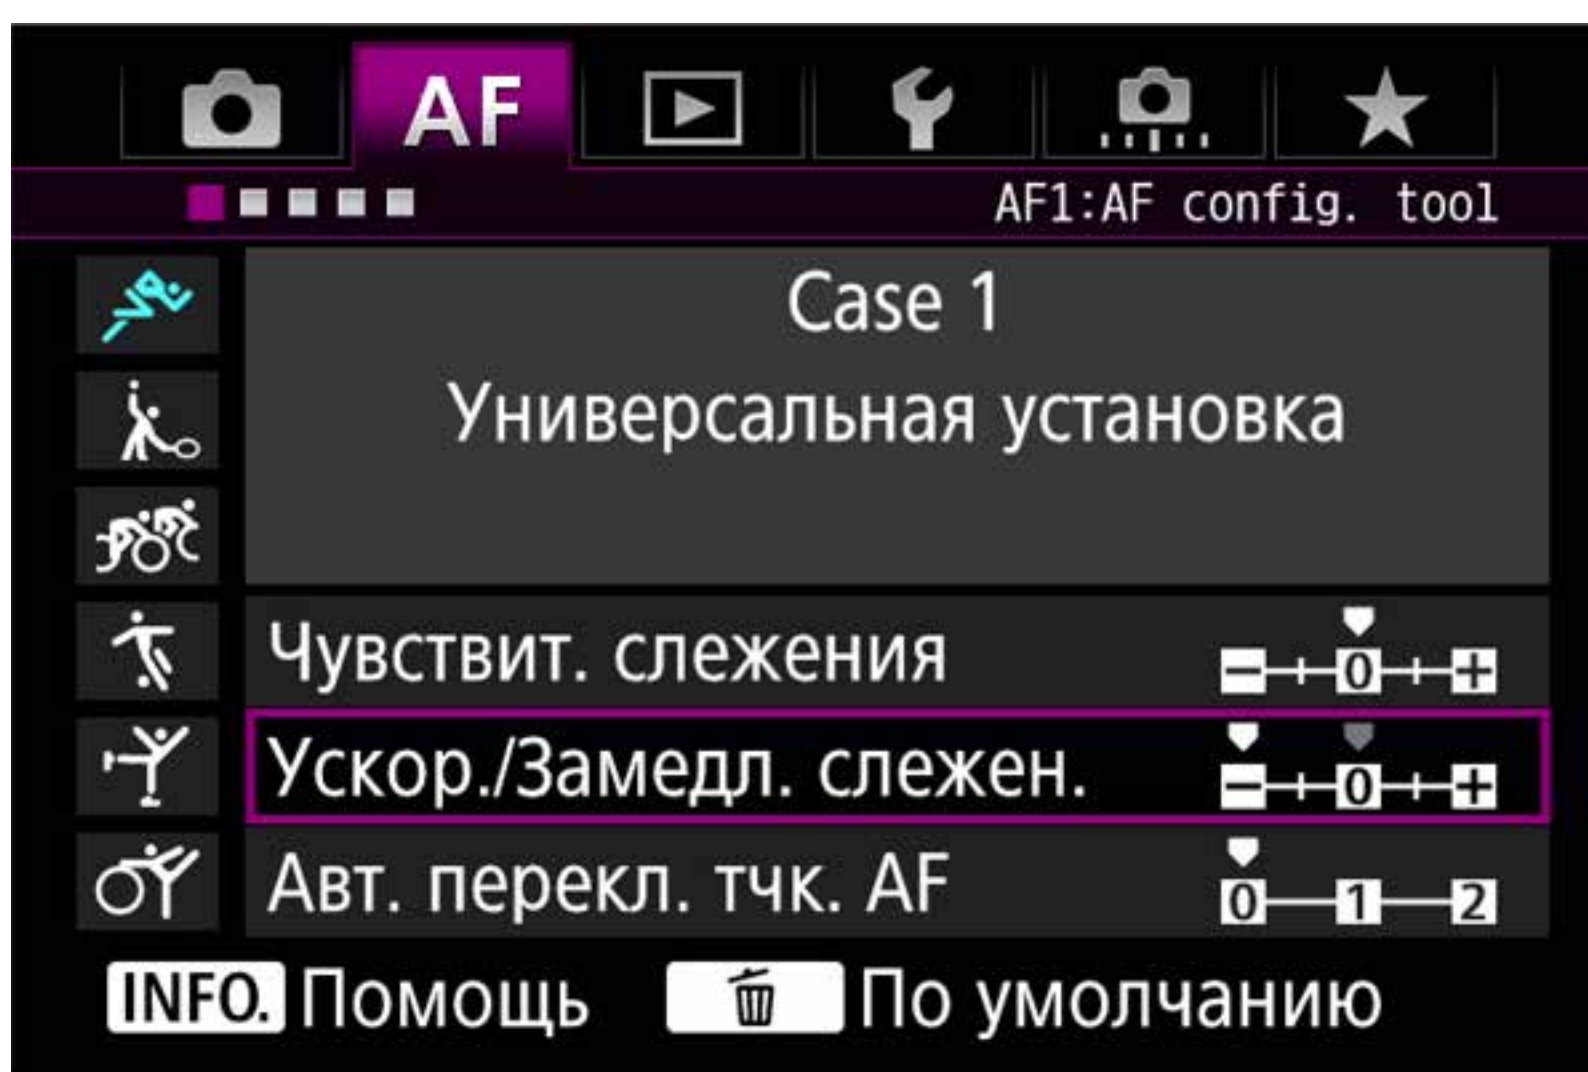 AF
AF1:AF config. tool
Case 1
Универсальная установка
Чувствит. слежения
0
Ускор./Замедл. слежен.
0
Авт. перекл. тчк. AF
0 1 2
INFO. Помощь По умолчанию